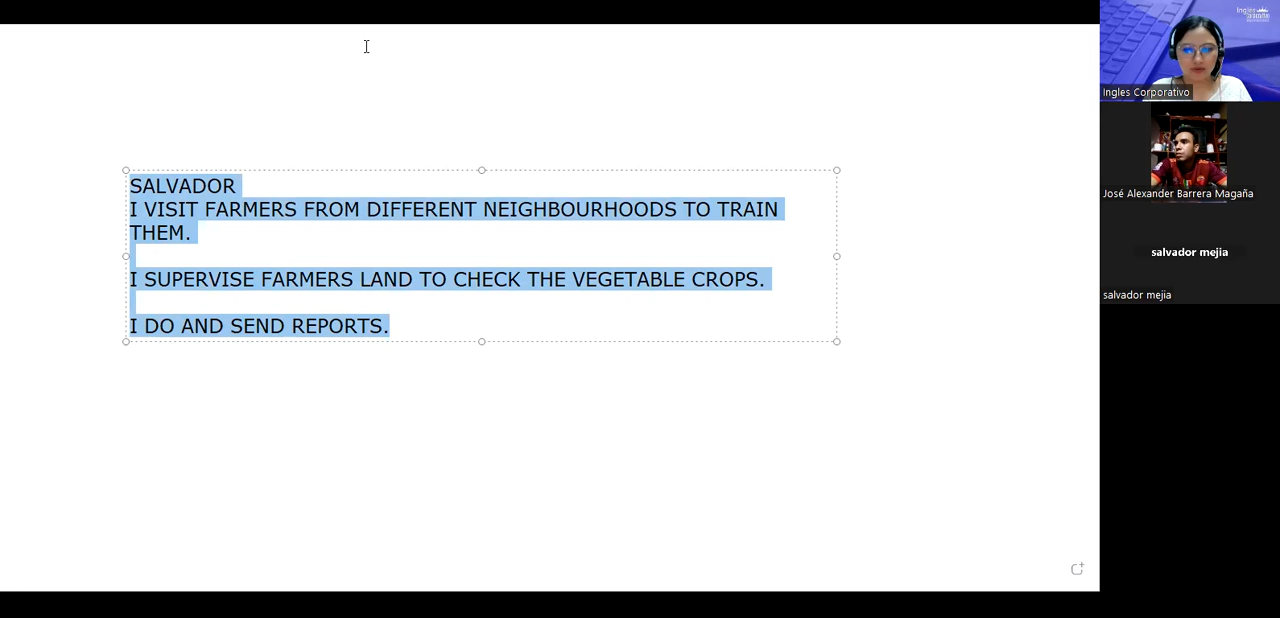 SALVADOR
I VISIT FARMERS FROM DIFFERENT NEIGHBOURHOODS TO TRAIN
THEM.
I SUPERVISE FARMERS LAND TO CHECK THE VEGETABLE CROPS.
I DO AND SEND REPORTS.
Ingles
Ingles Corporativo
José Alexander Barrera Magaña
salvador mejia
salvador mejia